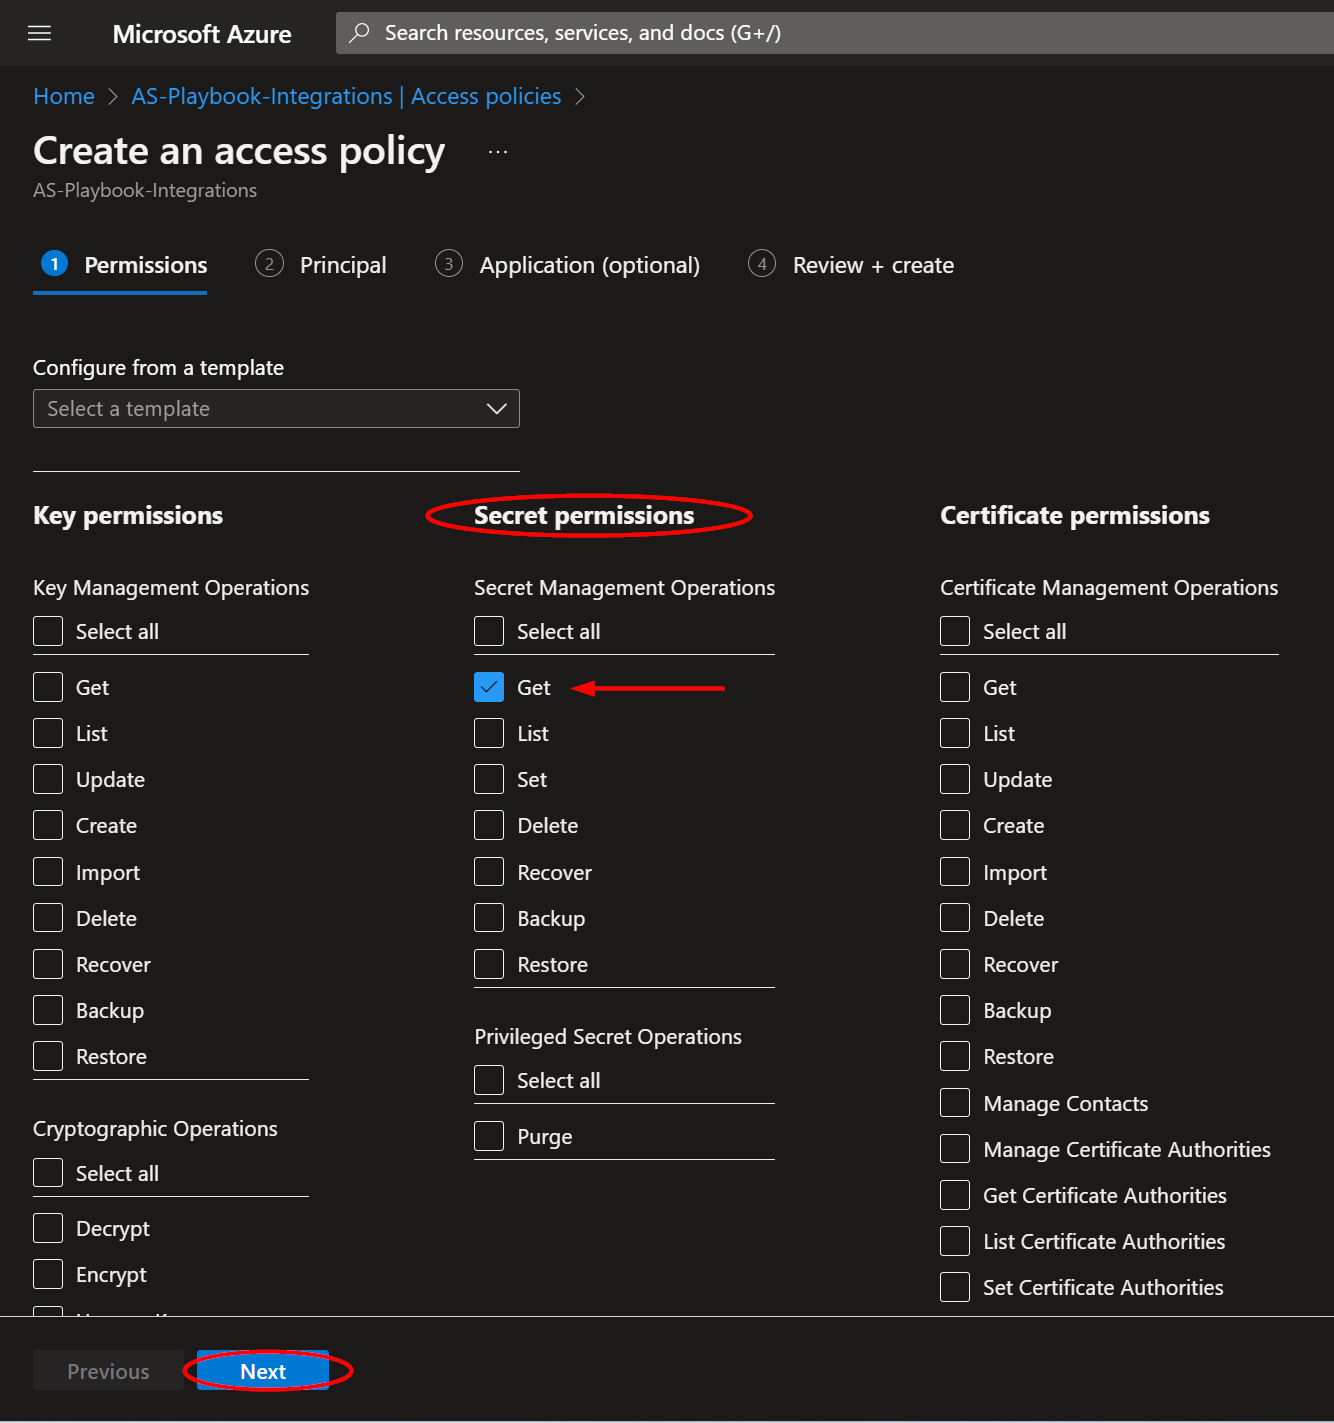 Microsoft Azure
Search resources, services, and docs (G+/)
Home > AS-Playbook-Integrations | Access policies >
Create an access policy ...
AS-Playbook-Integrations
1 Permissions
2 Principal
3 Application (optional)
4 Review + create
Configure from a template
Select a template
Key permissions
Key Management Operations
Select all
Get
List
Update
Create
Import
Delete
Recover
Backup
Restore
Cryptographic Operations
Select all
Decrypt
Encrypt
Secret permissions
Secret Management Operations
Select all
Get
List
Set
Delete
Recover
Backup
Restore
Privileged Secret Operations
Select all
Purge
Certificate permissions
Certificate Management Operations
Select all
Get
List
Update
Create
Import
Delete
Recover
Backup
Restore
Manage Contacts
Manage Certificate Authorities
Get Certificate Authorities
List Certificate Authorities
Set Certificate Authorities
Previous
Next